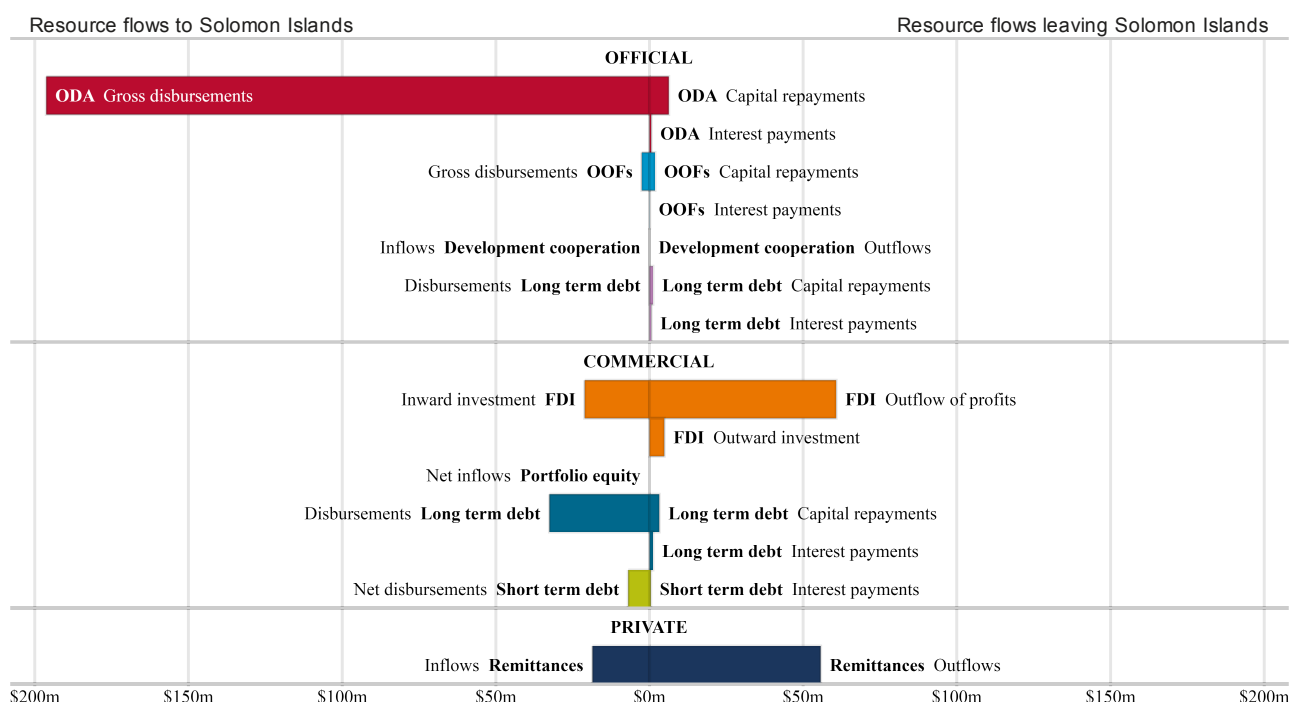 Resource flows to Solomon Islands Resource flows leaving Solomon Islands
OFFICIAL
ODA Gross disbursements ODA Capital repayments
ODA Interest payments
Gross disbursements OOFs OOFs Capital repayments
OOFs Interest payments
Inflows Development cooperation Development cooperation Outflows
Disbursements Long term debt Long term debt Capital repayments
Long term debt Interest payments
COMMERCIAL
Inward investment FDI FDI Outflow of profits
FDI Outward investment
Net inflows Portfolio equity
Disbursements Long term debt Long term debt Capital repayments
Long term debt Interest payments
Net disbursements Short term debt Short term debt Interest payments
PRIVATE
Inflows Remittances Remittances Outflows
$200m $150m $100m $50m $0m $50m $100m $150m $200m